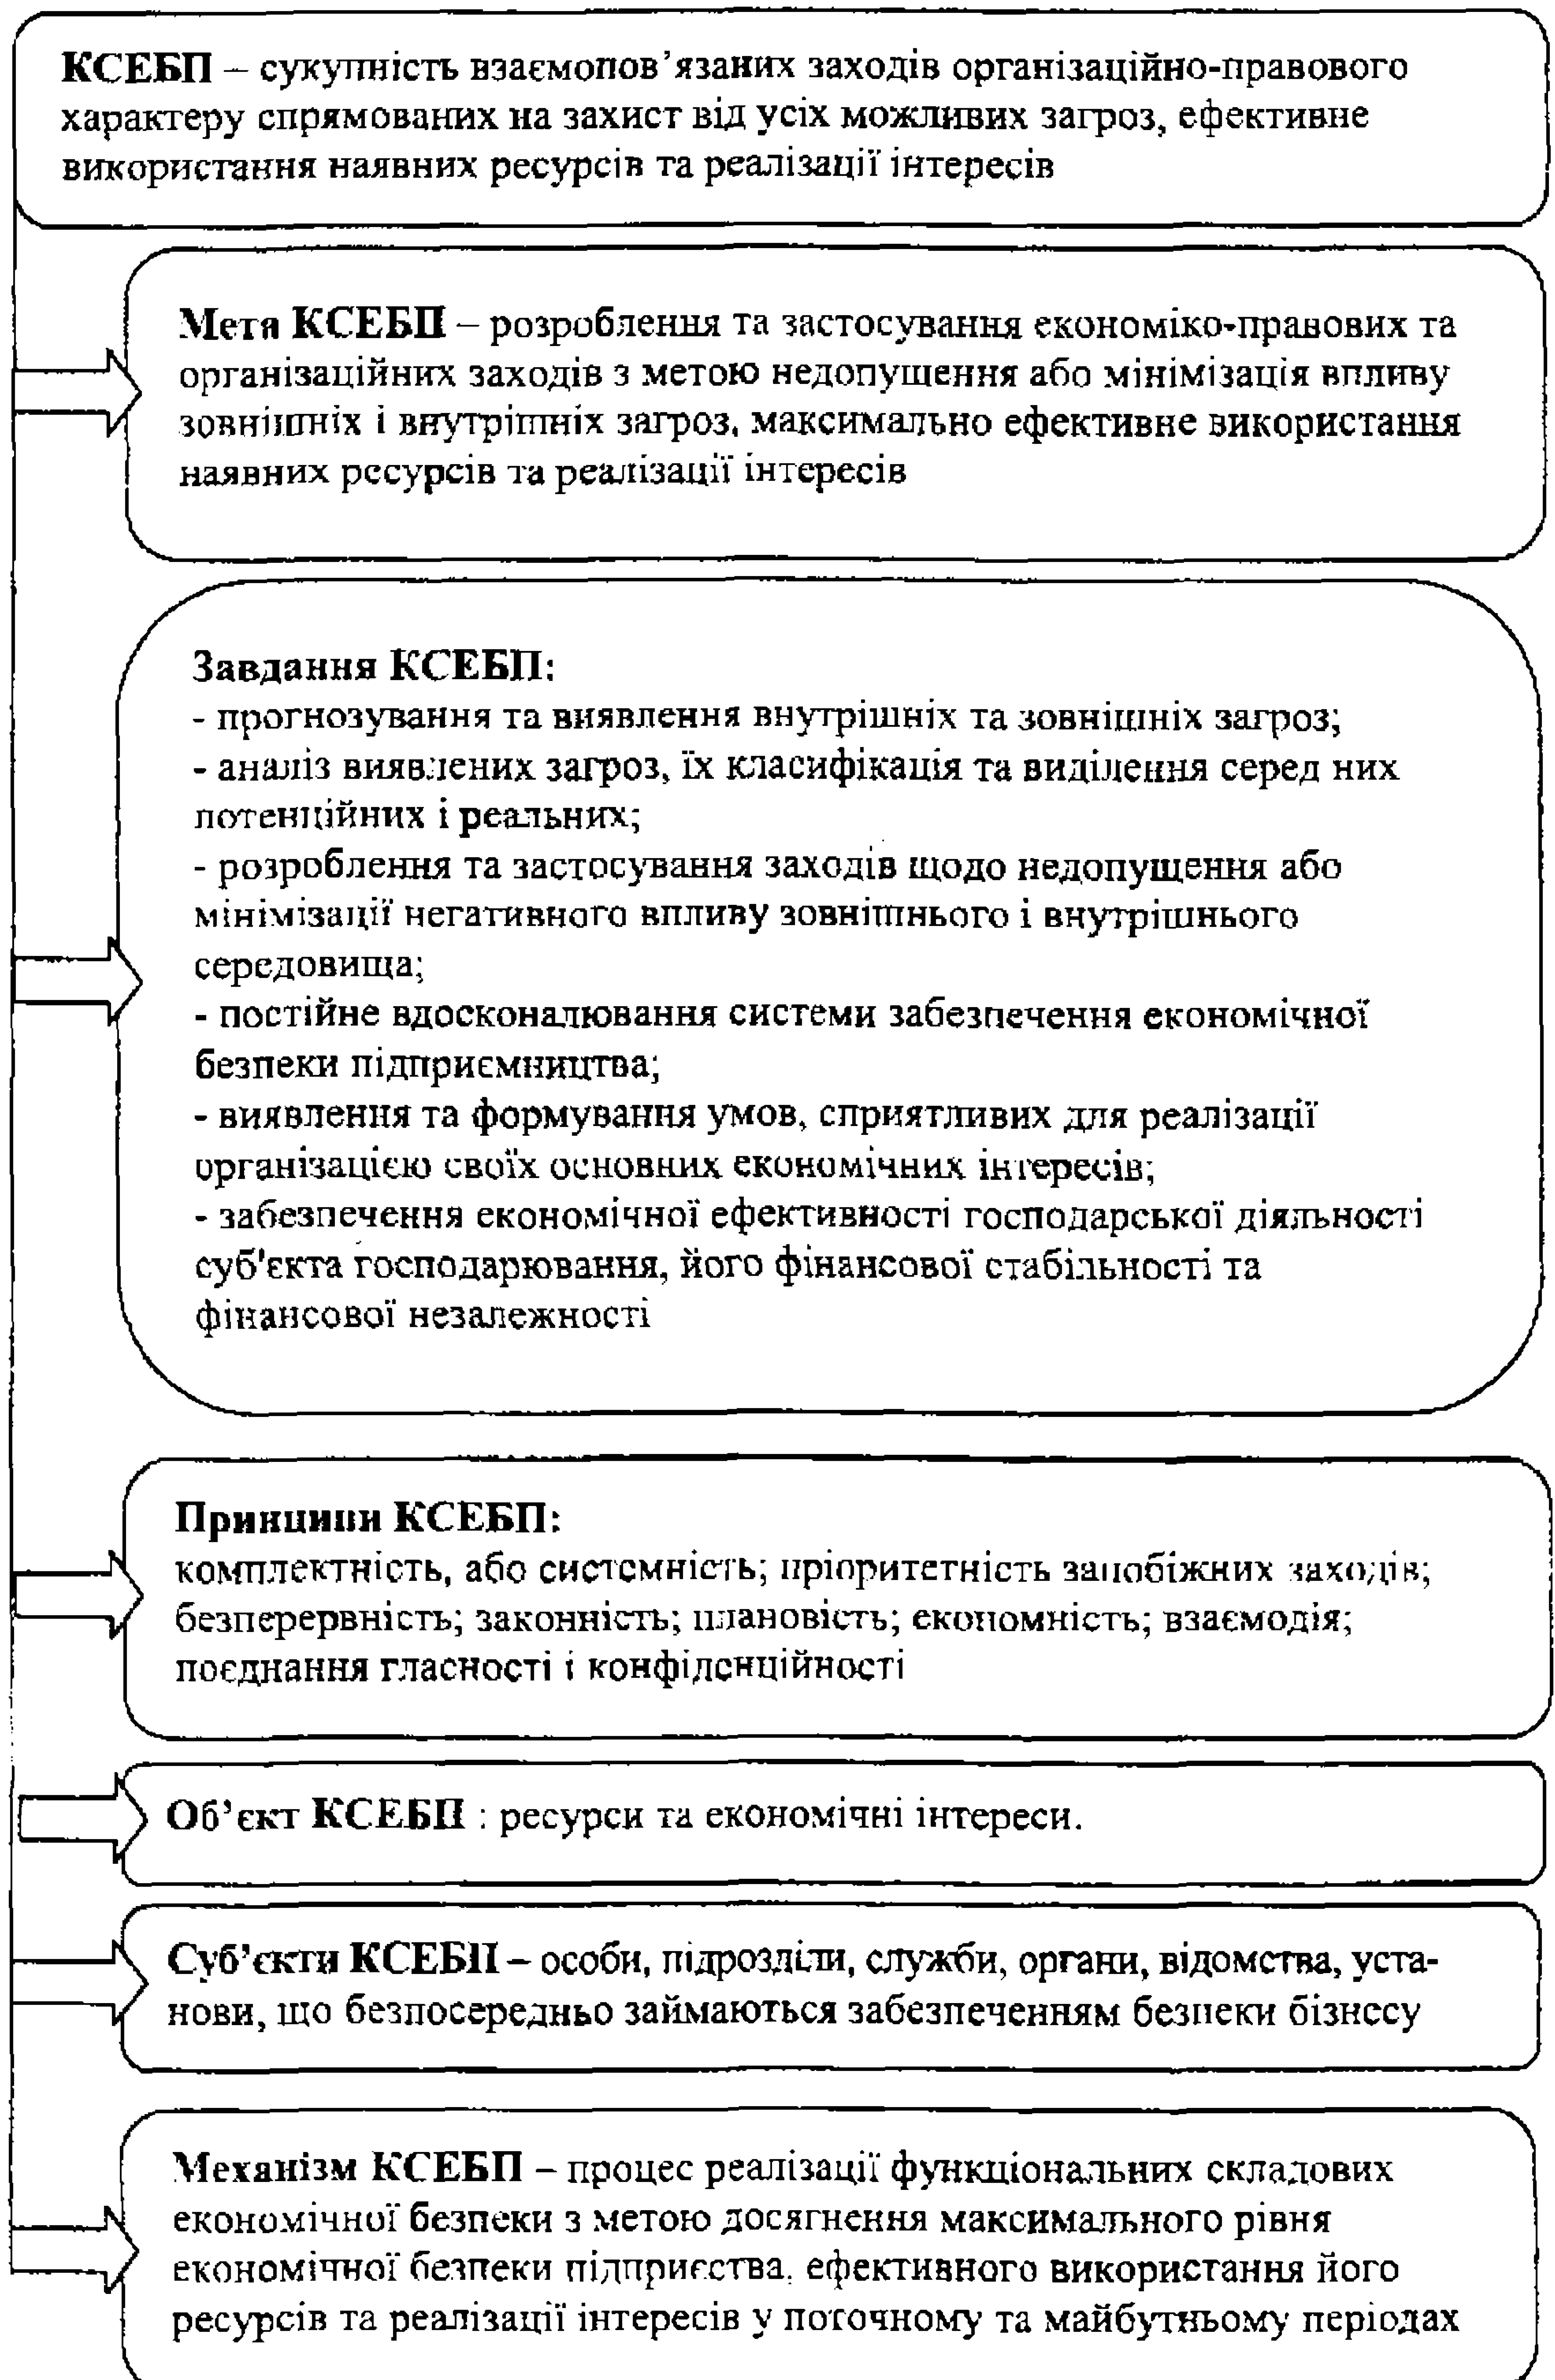 КСЕБП – сукупність взаємопов’язаних заходів організаційно-правового
характеру спрямованих на захист від усіх можливих загроз, ефективне
використання наявних ресурсів та реалізації інтересів
Мета КСЕБП – розроблення та застосування економіко-правових та
організаційних заходів з метою недопущення або мінімізація впливу
зовнішніх і внутрішніх загроз, максимально ефективне використання
наявних ресурсів та реалізації інтересів
Завдання КСЕБП:
- прогнозування та виявлення внутрішніх та зовнішніх загроз;
- аналіз виявлених загроз, їх класифікація та виділення серед них
потенційних і реальних;
- розроблення та застосування заходів щодо недопущення або
мінімізації негативного впливу зовнішнього і внутрішнього
середовища;
- постійне вдосконалювання системи забезпечення економічної
безпеки підприємництва;
- виявлення та формування умов, сприятливих для реалізації
організацією своїх основних економічних інтересів;
- забезпечення економічної ефективності господарської діяльності
суб'єкта господарювання, його фінансової стабільності та
фінансової незалежності
Принципи КСЕБП:
комплектність, або системність; пріоритетність запобіжних заходів;
безперервність; законність; плановість; економність; взаємодія;
поєднання гласності і конфіденційності
Об’єкт КСЕБП : ресурси та економічні інтереси.
Суб’єкти КСЕБП – особи, підрозділи, служби, органи, відомства, уста-
нови, що безпосередньо займаються забезпеченням безпеки бізнесу
Механізм КСЕБП – процес реалізації функціональних складових
економічної безпеки з метою досягнення максимального рівня
економічної безпеки підприєства, ефективного використання його
ресурсів та реалізації інтересів у поточному та майбутньому періодах